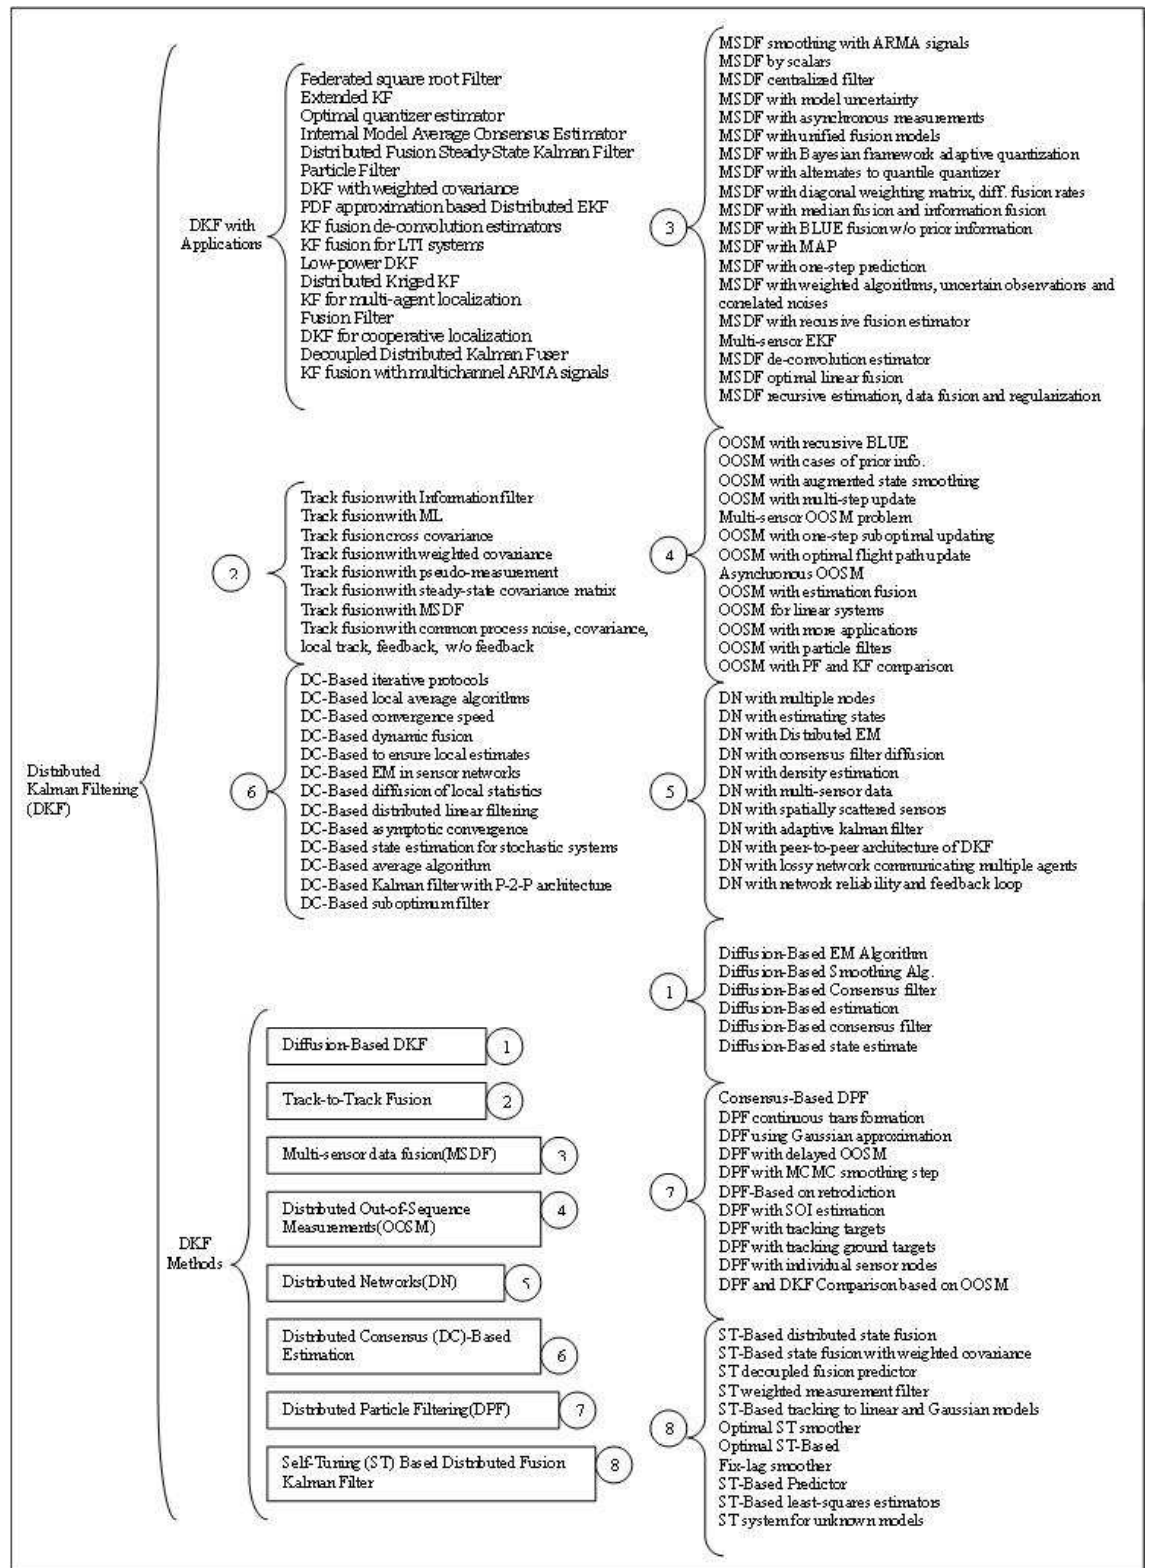 Distributed
Kalman Filtering
(DKF)
DKF with
Applications
Federated square root Filter
Extended KF
Optimal quantizer estimator
Internal Model Average Consensus Estimator
Distributed Fusion Steady-State Kalman Filter
Particle Filter
DKF with weighted covariance
PDF approximation based Distributed EKF
KF fusion de-convolution estimators
KF fusion for LTI systems
Low-power DKF
Distributed Kriged KF
KF for multi-agent localization
Fusion Filter
DKF for cooperative localization
Decoupled Distributed Kalman Fuser
KF fusion with multichannel ARMA signals
2
Track fusion with Information filter
Track fusion with ML
Track fusion cross covariance
Track fusion with weighted covariance
Track fusion with pseudo-measurement
Track fusion with steady-state covariance matrix
Track fusion with MSDF
Track fusion with common process noise, covariance,
local track, feedback, w/o feedback
6
DC-Based iterative protocols
DC-Based local average algorithms
DC-Based convergence speed
DC-Based dynamic fusion
DC-Based to ensure local estimates
DC-Based EM in sensor networks
DC-Based diffusion of local statistics
DC-Based distributed linear filtering
DC-Based asymptotic convergence
DC-Based state estimation for stochastic systems
DC-Based average algorithm
DC-Based Kalman filter with P-2-P architecture
DC-Based suboptimum filter
DKF
Methods
Diffusion-Based DKF
1
Track-to-Track Fusion
2
Multi-sensor data fusion(MSDF)
3
Distributed Out-of-Sequence
Measurements(OOSM)
4
Distributed Networks(DN)
5
Distributed Consensus (DC)-Based
Estimation
6
Distributed Particle Filtering(DPF)
7
Self-Tuning (ST) Based Distributed Fusion
Kalman Filter
8
3
MSDF smoothing with ARMA signals
MSDF by scalars
MSDF centralized filter
MSDF with model uncertainty
MSDF with asynchronous measurements
MSDF with unified fusion models
MSDF with Bayesian framework adaptive quantization
MSDF with alternates to quantile quantizer
MSDF with diagonal weighting matrix, diff. fusion rates
MSDF with median fusion and information fusion
MSDF with BLUE fusion w/o prior information
MSDF with MAP
MSDF with one-step prediction
MSDF with weighted algorithms, uncertain observations and
correlated noises
MSDF with recursive fusion estimator
Multi-sensor EKF
MSDF de-convolution estimator
MSDF optimal linear fusion
MSDF recursive estimation, data fusion and regularization
4
OOSM with recursive BLUE
OOSM with cases of prior info.
OOSM with augmented state smoothing
OOSM with multi-step update
Multi-sensor OOSM problem
OOSM with one-step suboptimal updating
OOSM with optimal flight path update
Asynchronous OOSM
OOSM with estimation fusion
OOSM for linear systems
OOSM with more applications
OOSM with particle filters
OOSM with PF and KF comparison
5
DN with multiple nodes
DN with estimating states
DN with Distributed EM
DN with consensus filter diffusion
DN with density estimation
DN with multi-sensor data
DN with spatially scattered sensors
DN with adaptive kalman filter
DN with peer-to-peer architecture of DKF
DN with lossy network communicating multiple agents
DN with network reliability and feedback loop
1
Diffusion-Based EM Algorithm
Diffusion-Based Smoothing Alg.
Diffusion-Based Consensus filter
Diffusion-Based estimation
Diffusion-Based consensus filter
Diffusion-Based state estimate
7
Consensus-Based DPF
DPF continuous transformation
DPF using Gaussian approximation
DPF with delayed OOSM
DPF with MCMC smoothing step
DPF-Based on retrodiction
DPF with SOI estimation
DPF with tracking targets
DPF with tracking ground targets
DPF with individual sensor nodes
DPF and DKF Comparison based on OOSM
8
ST-Based distributed state fusion
ST-Based state fusion with weighted covariance
ST decoupled fusion predictor
ST weighted measurement filter
ST-Based tracking to linear and Gaussian models
Optimal ST smoother
Optimal ST-Based
Fix-lag smoother
ST-Based Predictor
ST-Based least-squares estimators
ST system for unknown models